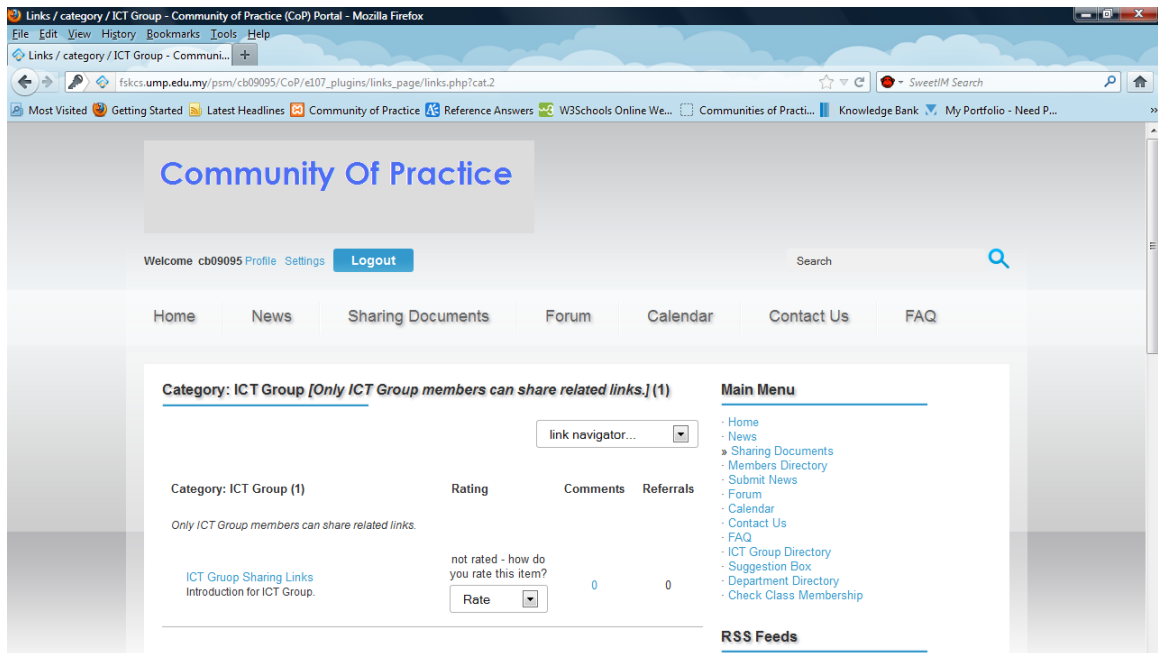 Links / category / ICT Group - Community of Practice (CoP) Portal - Mozilla Firefox
File Edit View History Bookmarks Tools Help
Links / category / ICT Group - Communi...
fskcs.ump.edu.my/psm/cb09095/CoP/e107_plugins/links_page/links.php?cat.2
SweetIM Search
Most Visited Getting Started Latest Headlines Community of Practice Reference Answers W3Schools Online We... Communities of Practi... Knowledge Bank My Portfolio - Need P...
Community Of Practice
Welcome cb09095 Profile Settings Logout
Search
Home News Sharing Documents Forum Calendar Contact Us FAQ
Category: ICT Group [Only ICT Group members can share related links.] (1)
link navigator...
Category: ICT Group (1) Rating Comments Referrals
Only ICT Group members can share related links.
ICT Gruop Sharing Links
Introduction for ICT Group.
not rated - how do
you rate this item?
Rate
0
0
Main Menu
· Home
· News
» Sharing Documents
· Members Directory
· Submit News
· Forum
· Calendar
· Contact Us
· FAQ
· ICT Group Directory
· Suggestion Box
· Department Directory
· Check Class Membership
RSS Feeds